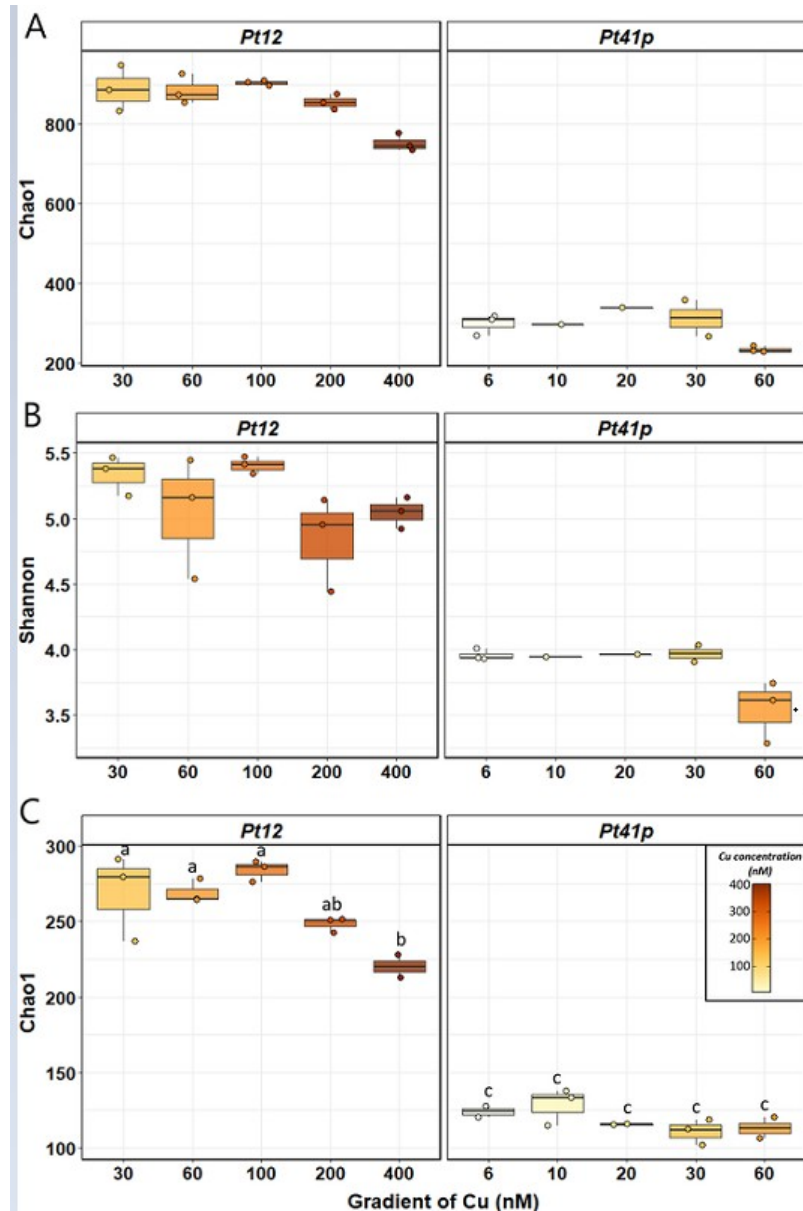 A
Pt12 Pt41p
800
600
400
200
Chao1
30 60 100 200 400 6 10 20 30 60
B
Pt12 Pt41p
5.5
5.0
4.5
4.0
3.5
Shannon
30 60 100 200 400 6 10 20 30 60
C
Pt12 Pt41p
300
250
200
150
100
Chao1
a a a ab b
c c c c c
Cu concentration
(nM)
400
300
200
100
30 60 100 200 400 6 10 20 30 60
Gradient of Cu (nM)